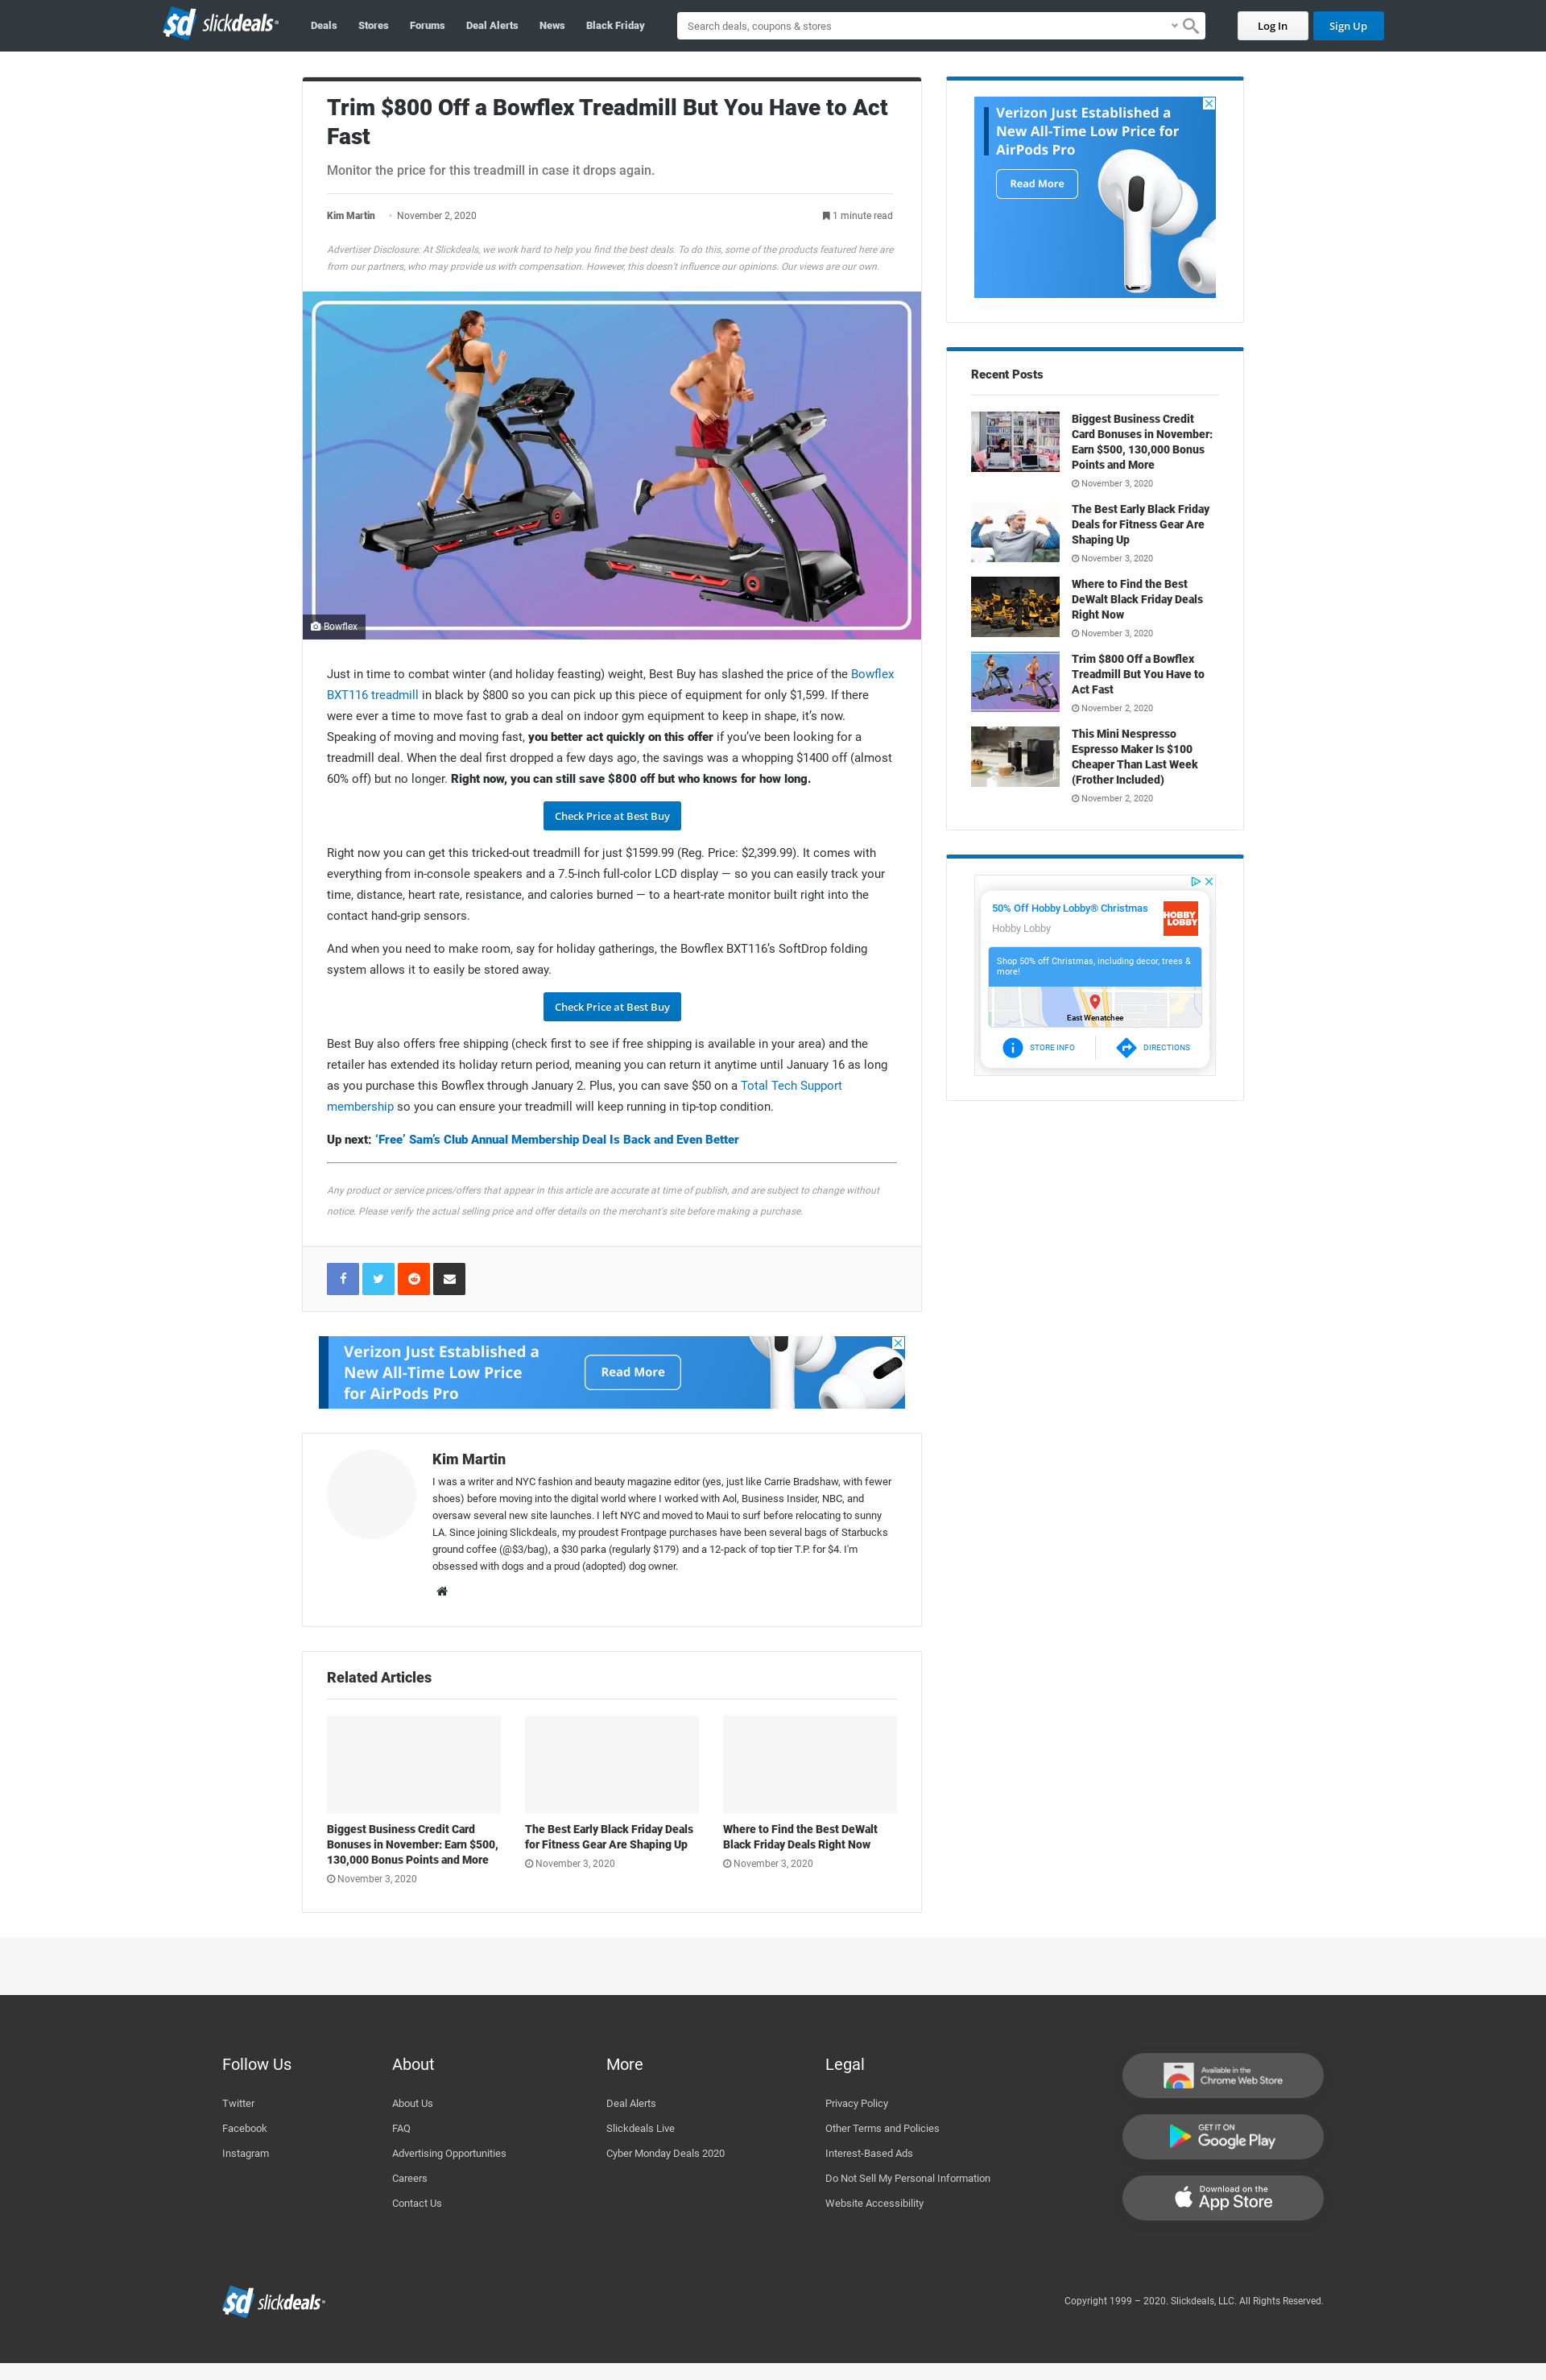 sd slickdeals
Deals Stores Forums Deal Alerts News Black Friday
Search deals, coupons & stores
Log In
Sign Up
Trim $800 Off a Bowflex Treadmill But You Have to Act
Fast
Monitor the price for this treadmill in case it drops again.
Kim Martin
November 2, 2020
1 minute read
Advertiser Disclosure: At Slickdeals, we work hard to help you find the best deals. To do this, some of the products featured here are
from our partners, who may provide us with compensation. However, this doesn't influence our opinions. Our views are our own.
BOWFLEX
Bowflex
Just in time to combat winter (and holiday feasting) weight, Best Buy has slashed the price of the Bowflex
BXT116 treadmill in black by $800 so you can pick up this piece of equipment for only $1,599. If there
were ever a time to move fast to grab a deal on indoor gym equipment to keep in shape, it’s now.
Speaking of moving and moving fast, you better act quickly on this offer if you’ve been looking for a
treadmill deal. When the deal first dropped a few days ago, the savings was a whopping $1400 off (almost
60% off) but no longer. Right now, you can still save $800 off but who knows for how long.
Check Price at Best Buy
Right now you can get this tricked-out treadmill for just $1599.99 (Reg. Price: $2,399.99). It comes with
everything from in-console speakers and a 7.5-inch full-color LCD display — so you can easily track your
time, distance, heart rate, resistance, and calories burned — to a heart-rate monitor built right into the
contact hand-grip sensors.
And when you need to make room, say for holiday gatherings, the Bowflex BXT116’s SoftDrop folding
system allows it to easily be stored away.
Check Price at Best Buy
Best Buy also offers free shipping (check first to see if free shipping is available in your area) and the
retailer has extended its holiday return period, meaning you can return it anytime until January 16 as long
as you purchase this Bowflex through January 2. Plus, you can save $50 on a Total Tech Support
membership so you can ensure your treadmill will keep running in tip-top condition.
Up next: ‘Free’ Sam’s Club Annual Membership Deal Is Back and Even Better
Any product or service prices/offers that appear in this article are accurate at time of publish, and are subject to change without
notice. Please verify the actual selling price and offer details on the merchant's site before making a purchase.
Verizon Just Established a
New All-Time Low Price
for AirPods Pro
Read More
Kim Martin
I was a writer and NYC fashion and beauty magazine editor (yes, just like Carrie Bradshaw, with fewer
shoes) before moving into the digital world where I worked with Aol, Business Insider, NBC, and
oversaw several new site launches. I left NYC and moved to Maui to surf before relocating to sunny
LA. Since joining Slickdeals, my proudest Frontpage purchases have been several bags of Starbucks
ground coffee (@$3/bag), a $30 parka (regularly $179) and a 12-pack of top tier T.P. for $4. I'm
obsessed with dogs and a proud (adopted) dog owner.
Related Articles
Biggest Business Credit Card
Bonuses in November: Earn $500,
130,000 Bonus Points and More
November 3, 2020
The Best Early Black Friday Deals
for Fitness Gear Are Shaping Up
November 3, 2020
Where to Find the Best DeWalt
Black Friday Deals Right Now
November 3, 2020
Verizon Just Established a
New All-Time Low Price for
AirPods Pro
Read More
Recent Posts
Biggest Business Credit
Card Bonuses in November:
Earn $500, 130,000 Bonus
Points and More
November 3, 2020
The Best Early Black Friday
Deals for Fitness Gear Are
Shaping Up
November 3, 2020
Where to Find the Best
DeWalt Black Friday Deals
Right Now
November 3, 2020
Trim $800 Off a Bowflex
Treadmill But You Have to
Act Fast
November 2, 2020
This Mini Nespresso
Espresso Maker Is $100
Cheaper Than Last Week
(Frother Included)
November 2, 2020
50% Off Hobby Lobby® Christmas
Hobby Lobby
HOBBY
LOBBY
Shop 50% off Christmas, including decor, trees &
more!
East Wenatchee
STORE INFO
DIRECTIONS
Follow Us
Twitter
Facebook
Instagram
About
About Us
FAQ
Advertising Opportunities
Careers
Contact Us
More
Deal Alerts
Slickdeals Live
Cyber Monday Deals 2020
Legal
Privacy Policy
Other Terms and Policies
Interest-Based Ads
Do Not Sell My Personal Information
Website Accessibility
Available in the
Chrome Web Store
GET IT ON
Google Play
Download on the
App Store
sd slickdeals
Copyright 1999 – 2020. Slickdeals, LLC. All Rights Reserved.